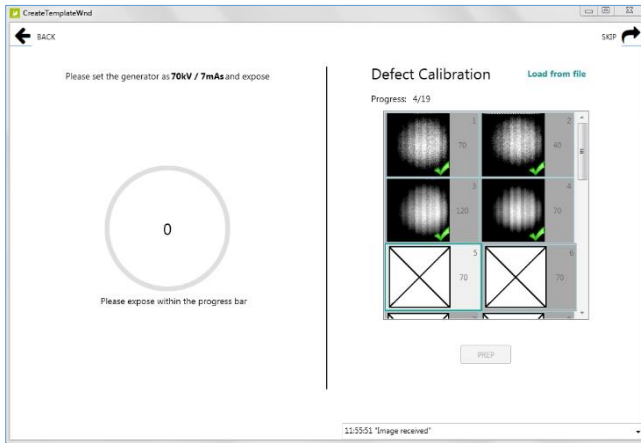 CreateTemplateWnd
BACK
SKIP
Please set the generator as 70kV / 7mAs and expose
0
Please expose within the progress bar
Defect Calibration
Load from file
Progress: 4/19
1
70
2
40
3
120
4
70
5
70
6
70
PREP
11:55:51 "Image received"